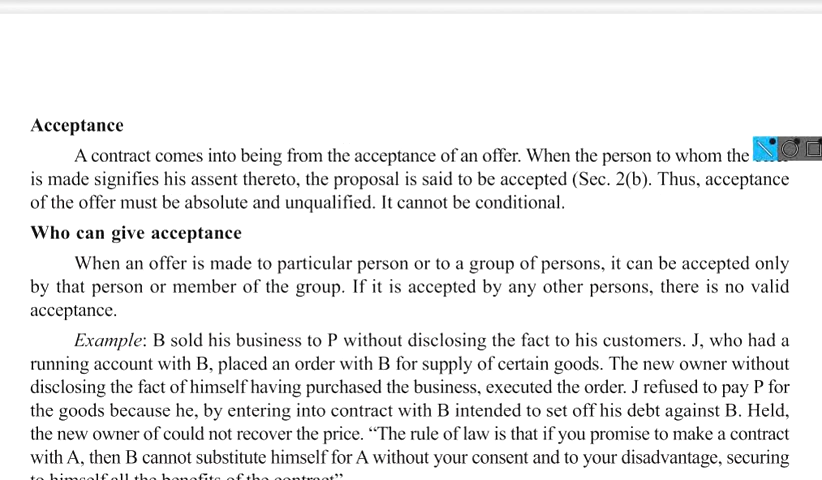 Acceptance
A contract comes into being from the acceptance of an offer. When the person to whom the
is made signifies his assent thereto, the proposal is said to be accepted (Sec. 2(b). Thus, acceptance
of the offer must be absolute and unqualified. It cannot be conditional.
Who can give acceptance
When an offer is made to particular person or to a group of persons, it can be accepted only
by that person or member of the group. If it is accepted by any other persons, there is no valid
acceptance.
Example: B sold his business to P without disclosing the fact to his customers. J, who had a
running account with B, placed an order with B for supply of certain goods. The new owner without
disclosing the fact of himself having purchased the business, executed the order. J refused to pay P for
the goods because he, by entering into contract with B intended to set off his debt against B. Held,
the new owner of could not recover the price. “The rule of law is that if you promise to make a contract
with A, then B cannot substitute himself for A without your consent and to your disadvantage, securing
to himself all the benefits of the contract”